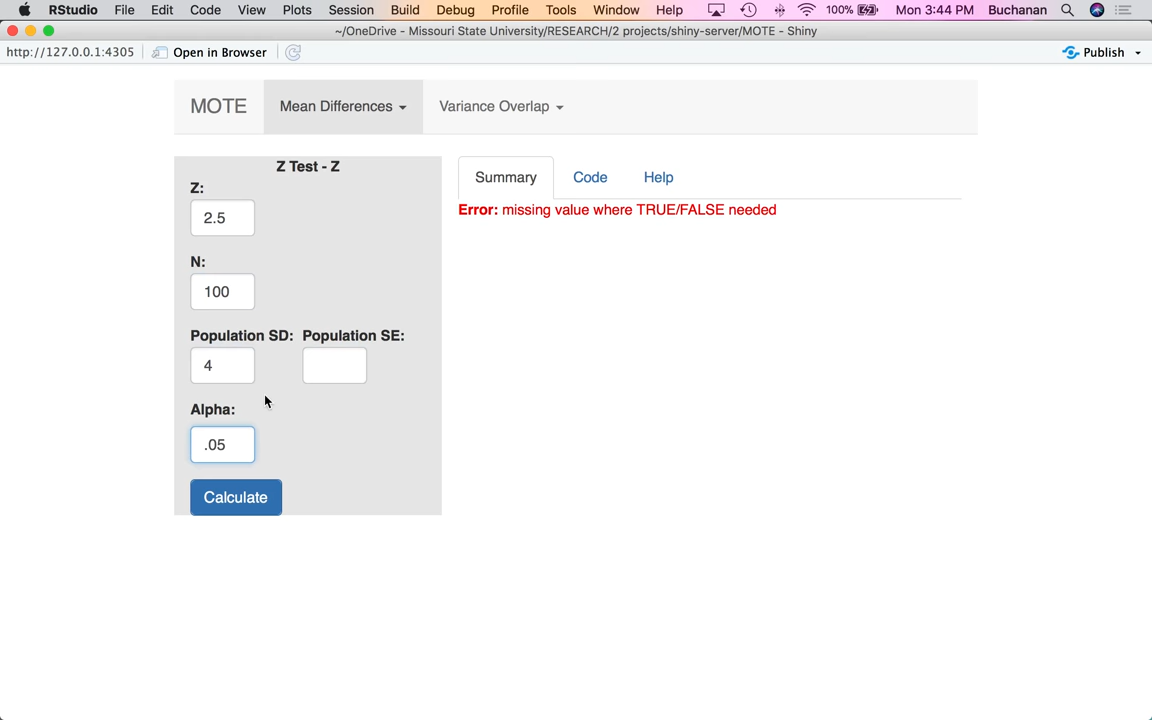 RStudio File Edit Code View Plots Session Build Debug Profile Tools Window Help 100% Mon 3:44 PM Buchanan
~/OneDrive - Missouri State University/RESEARCH/2 projects/shiny-server/MOTE - Shiny
http://127.0.0.1:4305 Open in Browser Publish
MOTE Mean Differences Variance Overlap
Z Test - Z
Z:
2.5
N:
100
Population SD: Population SE:
4
Alpha:
.05
Calculate
Summary Code Help
Error: missing value where TRUE/FALSE needed